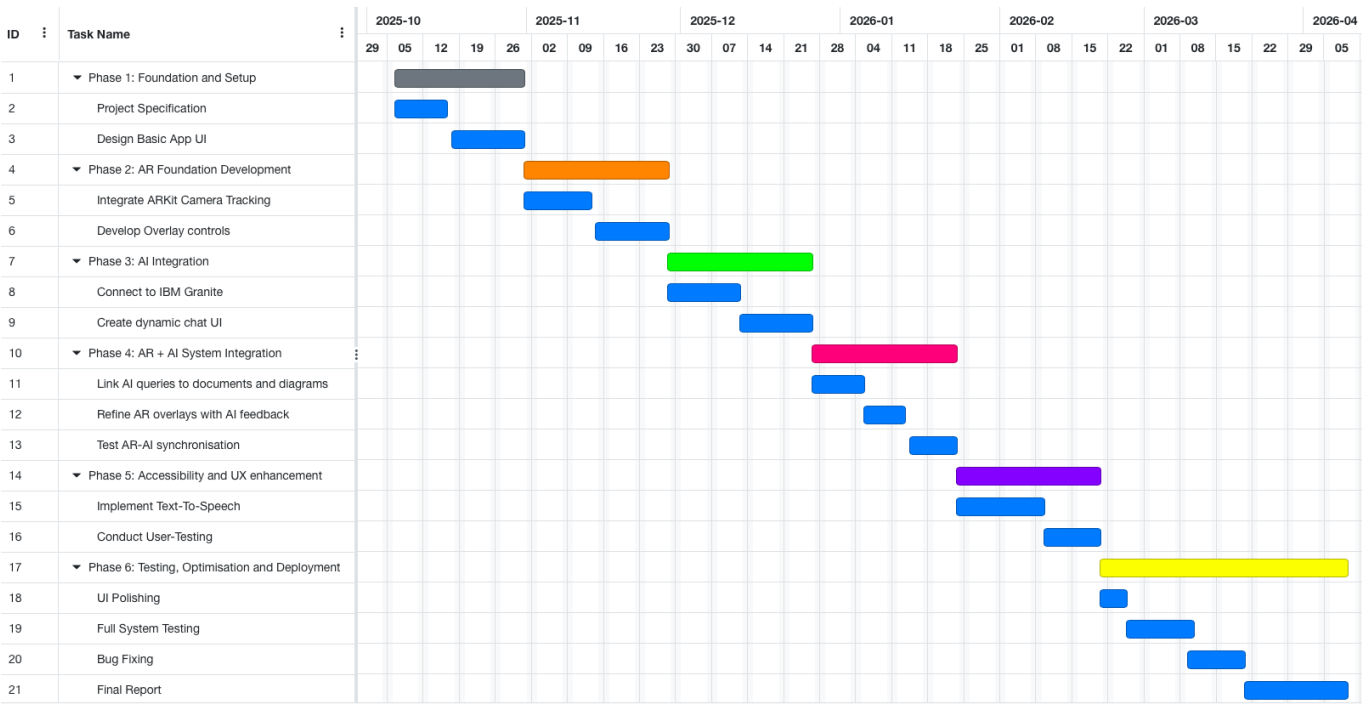 2025-10 2025-11 2025-12 2026-01 2026-02 2026-03 2026-04
ID Task Name
29 05 12 19 26 02 09 16 23 30 07 14 21 28 04 11 18 25 01 08 15 22 01 08 15 22 29 05
1 Phase 1: Foundation and Setup
2 Project Specification
3 Design Basic App UI
4 Phase 2: AR Foundation Development
5 Integrate ARKit Camera Tracking
6 Develop Overlay controls
7 Phase 3: AI Integration
8 Connect to IBM Granite
9 Create dynamic chat UI
10 Phase 4: AR + AI System Integration
11 Link AI queries to documents and diagrams
12 Refine AR overlays with AI feedback
13 Test AR-AI synchronisation
14 Phase 5: Accessibility and UX enhancement
15 Implement Text-To-Speech
16 Conduct User-Testing
17 Phase 6: Testing, Optimisation and Deployment
18 UI Polishing
19 Full System Testing
20 Bug Fixing
21 Final Report